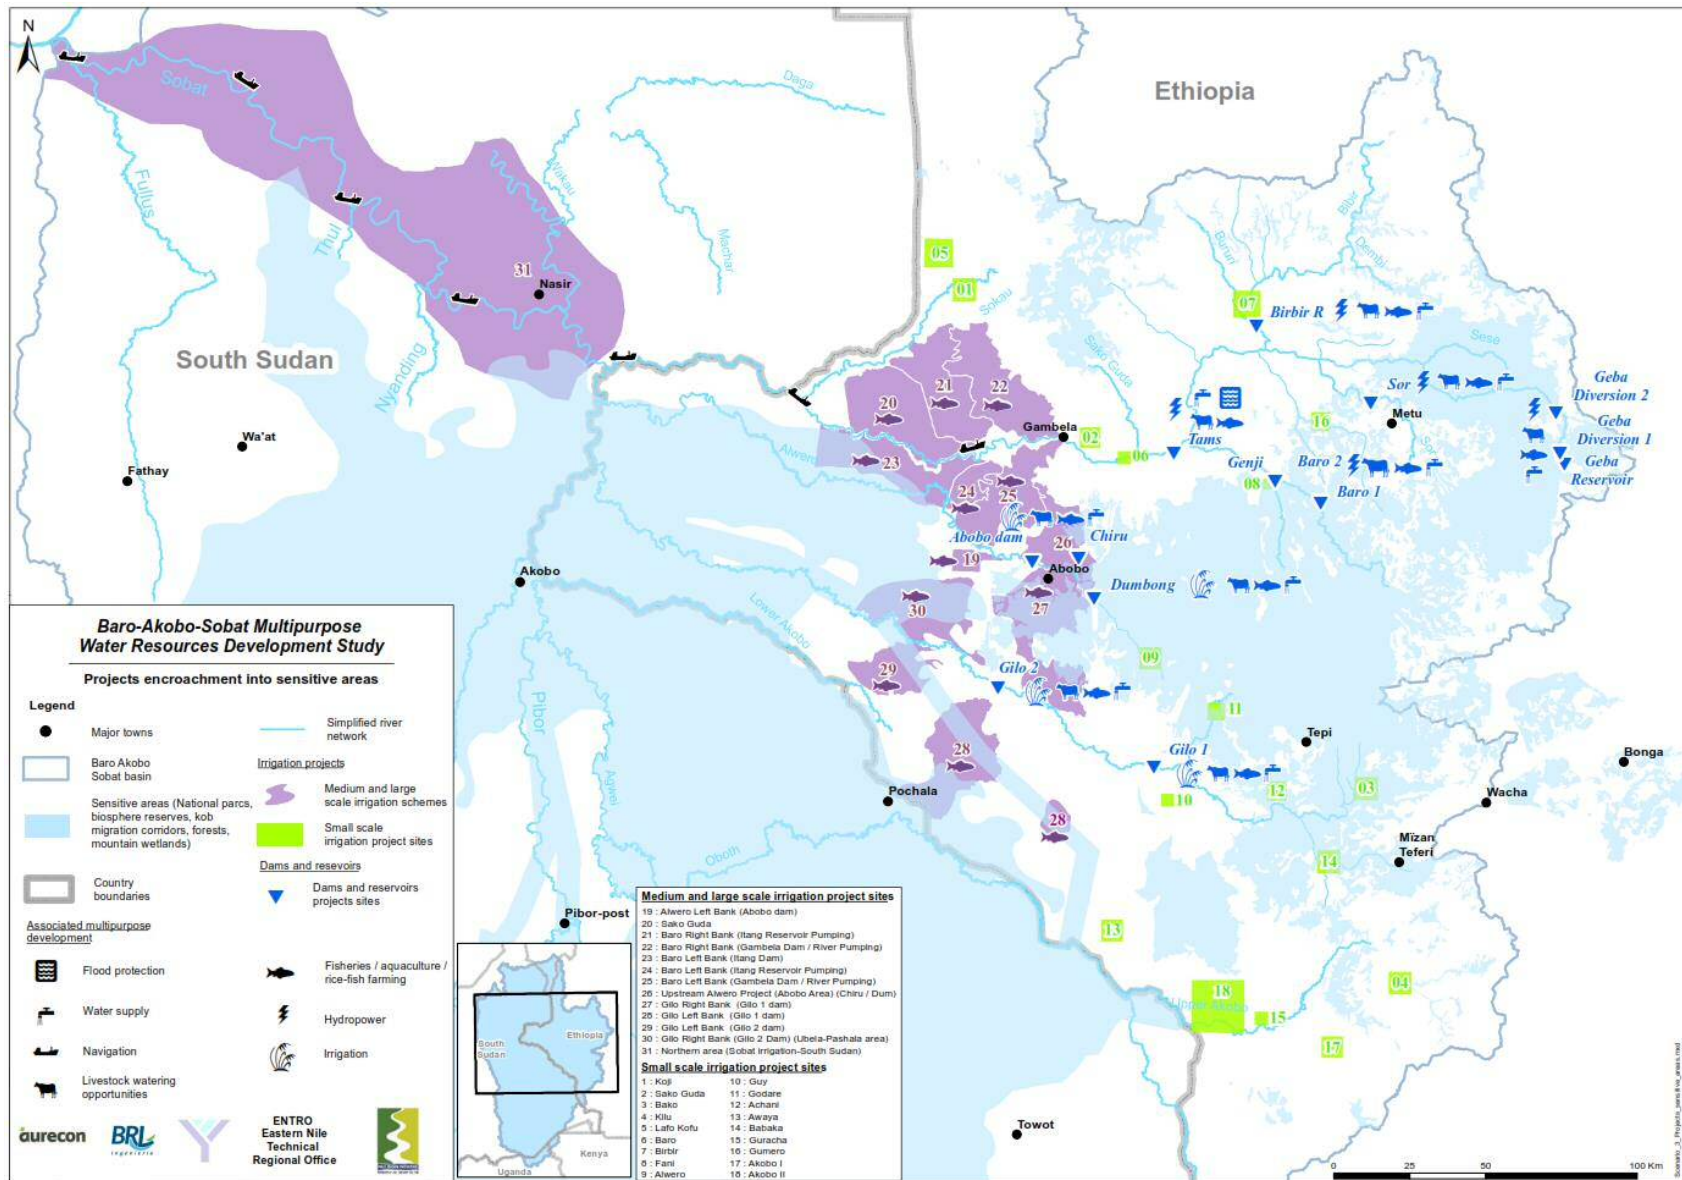 N
Ethiopia
South Sudan
Sobat
Fullus
Thul
Nyanding
Wakau
Machar
Daga
Sokau
Sako Guda
Burturi
Bibir
Dembi
Sese
Alwero
Lower Akobo
Pibor
Agwei
Oboth
Upper Akobo
31
Nasir
Wa'at
Fathay
Akobo
Pochala
Pibor-post
Towot
Gambela
Abobo
Metu
Tepi
Bonga
Wacha
Mizan
Teferi
05
01
07
02
06
16
08
09
11
10
12
03
14
13
04
18
15
17
20
21
22
23
24
25
19
26
27
30
29
28
28
Birbir R
Sor
Geba
Diversion 2
Geba
Diversion 1
Geba
Reservoir
Tams
Genji
Baro 2
Baro 1
Abobo dam
Chiru
Dumbong
Gilo 2
Gilo 1
Baro-Akobo-Sobat Multipurpose
Water Resources Development Study
Projects encroachment into sensitive areas
Legend
Major towns
Baro Akobo
Sobat basin
Sensitive areas (National parcs,
biosphere reserves, kob
migration corridors, forests,
mountain wetlands)
Country
boundaries
Associated multipurpose
development
Flood protection
Water supply
Navigation
Livestock watering
opportunities
Simplified river
network
Irrigation projects
Medium and large
scale irrigation schemes
Small scale
irrigation project sites
Dams and resevoirs
Dams and reservoirs
projects sites
Fisheries / aquaculture /
rice-fish farming
Hydropower
Irrigation
aurecon
BRL
ingénierie
ENTRO
Eastern Nile
Technical
Regional Office
South
Sudan
Ethiopia
Uganda
Kenya
Medium and large scale irrigation project sites
19 : Alwero Left Bank (Abobo dam)
20 : Sako Guda
21 : Baro Right Bank (Itang Reservoir Pumping)
22 : Baro Right Bank (Gambela Dam / River Pumping)
23 : Baro Left Bank (Itang Dam)
24 : Baro Left Bank (Itang Reservoir Pumping)
25 : Baro Left Bank (Gambela Dam / River Pumping)
26 : Upstream Alwero Project (Abobo Area) (Chiru / Dum)
27 : Gilo Right Bank (Gilo 1 dam)
28 : Gilo Left Bank (Gilo 1 dam)
29 : Gilo Left Bank (Gilo 2 dam)
30 : Gilo Right Bank (Gilo 2 Dam) (Ubela-Pashala area)
31 : Northern area (Sobat Irrigation-South Sudan)
Small scale irrigation project sites
1 : Koji
2 : Sako Guda
3 : Bako
4 : Kilu
5 : Lafo Kofu
6 : Baro
7 : Birbir
8 : Fani
9 : Alwero
10 : Guy
11 : Godare
12 : Achani
13 : Awaya
14 : Babaka
15 : Guracha
16 : Gumero
17 : Akobo I
18 : Akobo II
0 25 50 100 Km